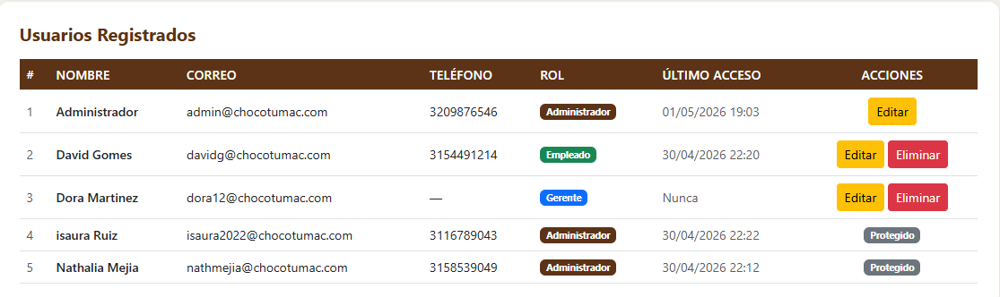 Usuarios Registrados
# NOMBRE CORREO TELÉFONO ROL ÚLTIMO ACCESO ACCIONES
1 Administrador admin@chocotumac.com 3209876546 Administrador 01/05/2026 19:03 Editar
2 David Gomes davidg@chocotumac.com 3154491214 Empleado 30/04/2026 22:20 Editar Eliminar
3 Dora Martinez dora12@chocotumac.com — Gerente Nunca Editar Eliminar
4 isaura Ruiz isaura2022@chocotumac.com 3116789043 Administrador 30/04/2026 22:22 Protegido
5 Nathalia Mejia nathmejia@chocotumac.com 3158539049 Administrador 30/04/2026 22:12 Protegido